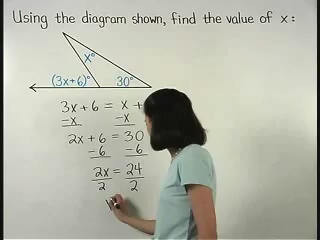 Using the diagram shown, find the value of x:
x°
(3x+6)° 30°
3x + 6 = x +
-x -x
2x + 6 = 30
-6 -6
2x = 24
2 2